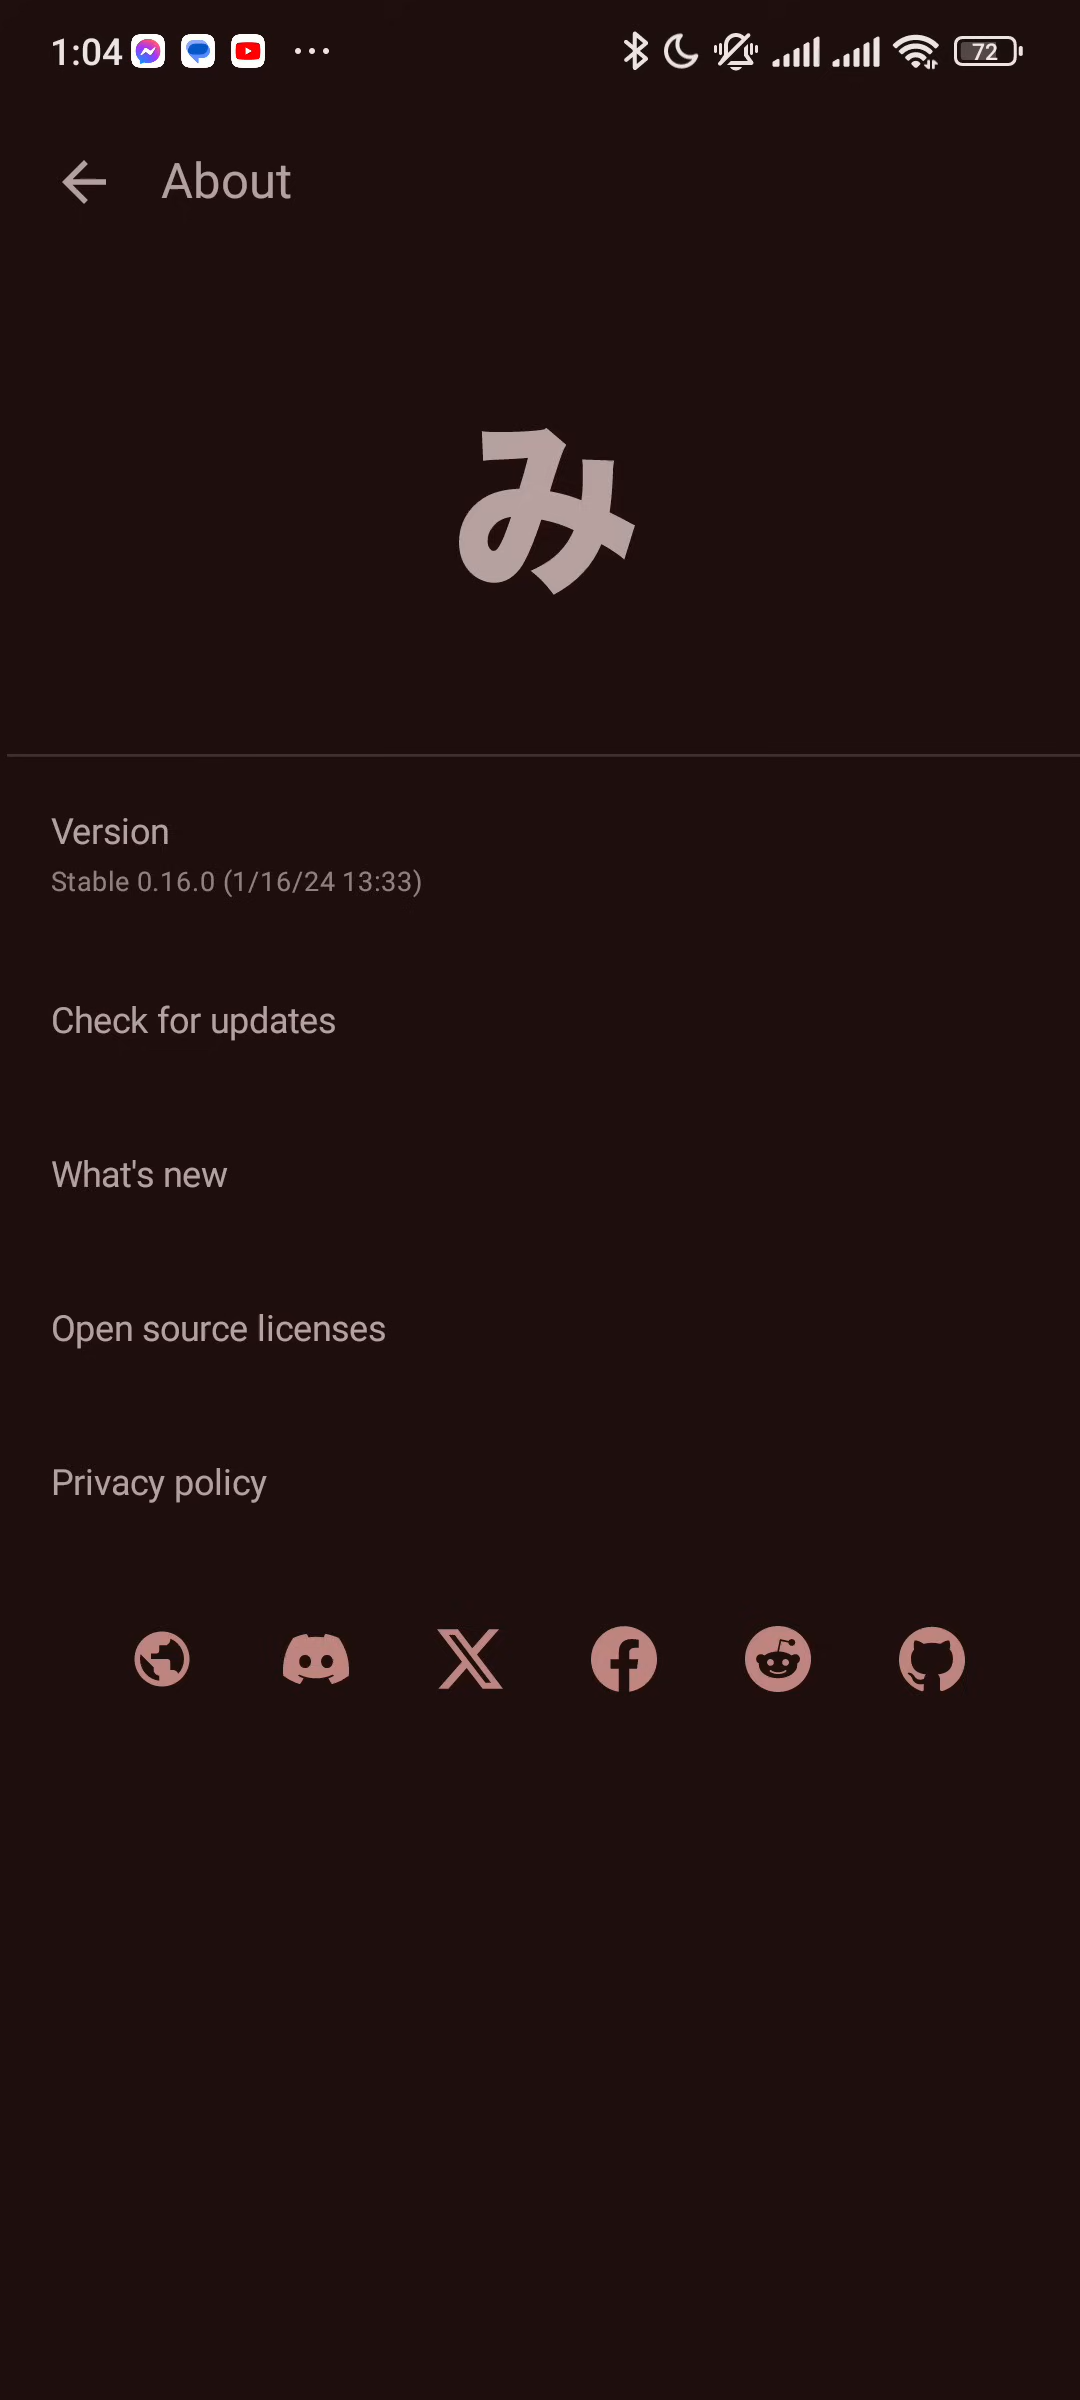 1:04
72
About
み
Version
Stable 0.16.0 (1/16/24 13:33)
Check for updates
What's new
Open source licenses
Privacy policy